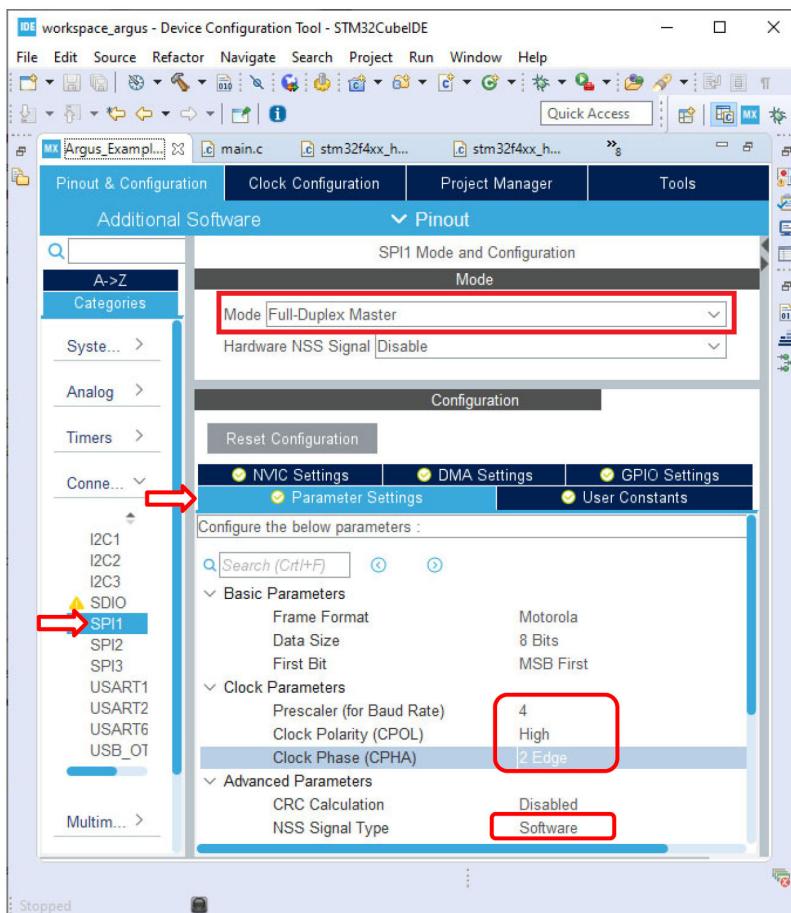 IDE workspace_argus - Device Configuration Tool - STM32CubeIDE
File Edit Source Refactor Navigate Search Project Run Window Help
Quick Access
MX Argus_Exampl... main.c stm32f4xx_h... stm32f4xx_h... »8
Pinout & Configuration Clock Configuration Project Manager Tools
Additional Software Pinout
SPI1 Mode and Configuration
A->Z
Categories
Syste...
Analog
Timers
Conne...
I2C1
I2C2
I2C3
SDIO
SPI1
SPI2
SPI3
USART1
USART2
USART6
USB_OT
Multim...
Mode
Mode Full-Duplex Master
Hardware NSS Signal Disable
Configuration
Reset Configuration
NVIC Settings DMA Settings GPIO Settings
Parameter Settings User Constants
Configure the below parameters :
Search (Crtl+F)
Basic Parameters
Frame Format Motorola
Data Size 8 Bits
First Bit MSB First
Clock Parameters
Prescaler (for Baud Rate) 4
Clock Polarity (CPOL) High
Clock Phase (CPHA) 2 Edge
Advanced Parameters
CRC Calculation Disabled
NSS Signal Type Software
Stopped